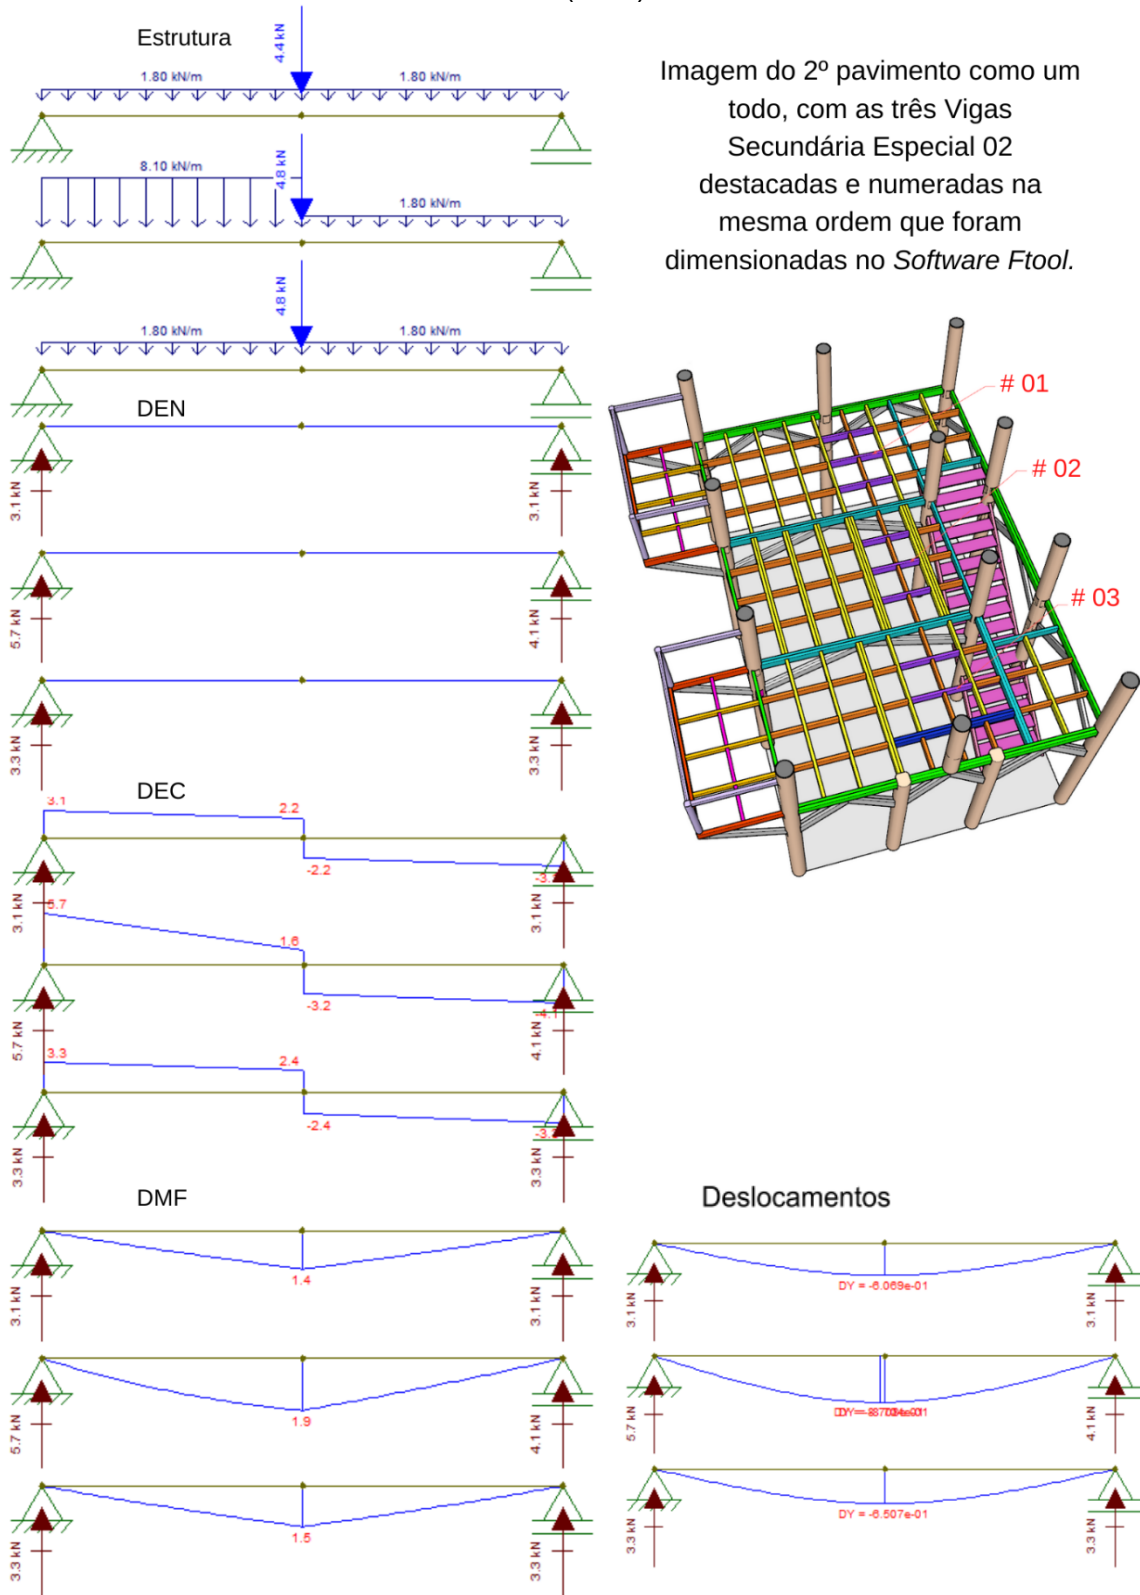 Estrutura
4.4 kN
1.80 kN/m
1.80 kN/m
8.10 kN/m
4.8 kN
1.80 kN/m
4.8 kN
1.80 kN/m
1.80 kN/m
Imagem do 2º pavimento como um
todo, com as três Vigas
Secundária Especial 02
destacadas e numeradas na
mesma ordem que foram
dimensionadas no Software Ftool.
# 01
# 02
# 03
DEN
3.1 kN
3.1 kN
5.7 kN
4.1 kN
3.3 kN
3.3 kN
DEC
3.1
2.2
-2.2
3.1 kN
3.1 kN
5.7
1.6
-3.2
-4.1
5.7 kN
4.1 kN
3.3
2.4
-2.4
3.3 kN
3.3 kN
DMF
1.4
3.1 kN
3.1 kN
1.9
5.7 kN
4.1 kN
1.5
3.3 kN
3.3 kN
Deslocamentos
DY = -6.069e-01
3.1 kN
3.1 kN
5.7 kN
4.1 kN
DY = -6.507e-01
3.3 kN
3.3 kN